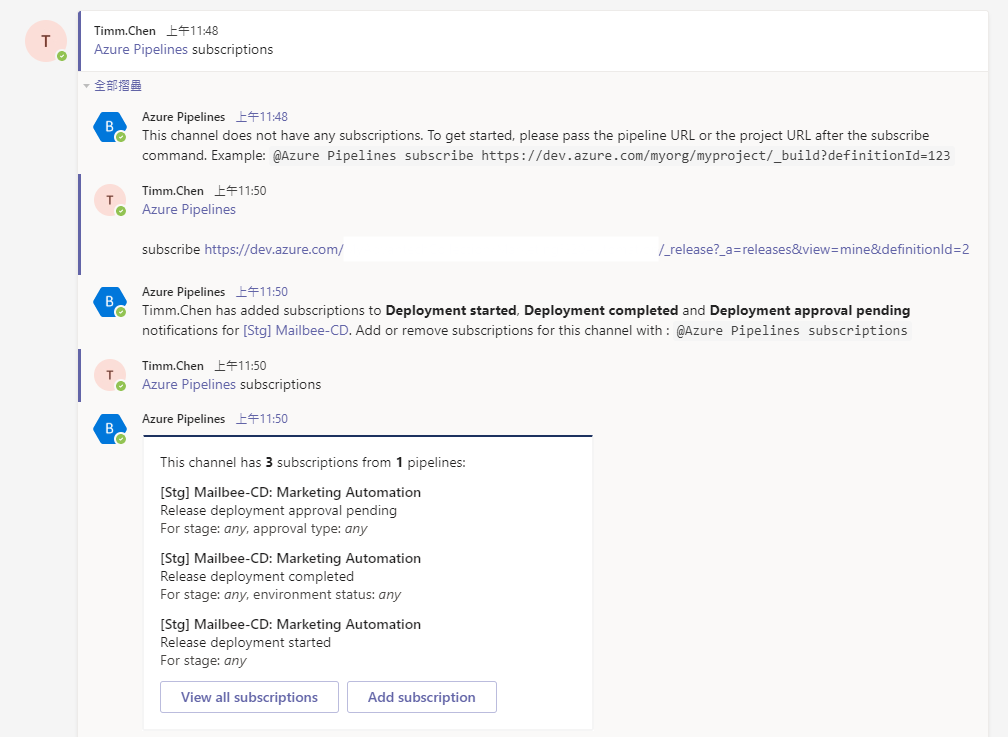 T
Timm.Chen 上午11:48
Azure Pipelines subscriptions
全部摺疊
B
Azure Pipelines 上午11:48
This channel does not have any subscriptions. To get started, please pass the pipeline URL or the project URL after the subscribe
command. Example: @Azure Pipelines subscribe https://dev.azure.com/myorg/myproject/_build?definitionId=123
T
Timm.Chen 上午11:50
Azure Pipelines
subscribe https://dev.azure.com/ /_release?_a=releases&view=mine&definitionId=2
B
Azure Pipelines 上午11:50
Timm.Chen has added subscriptions to Deployment started, Deployment completed and Deployment approval pending
notifications for [Stg] Mailbee-CD. Add or remove subscriptions for this channel with : @Azure Pipelines subscriptions
T
Timm.Chen 上午11:50
Azure Pipelines subscriptions
B
Azure Pipelines 上午11:50
This channel has 3 subscriptions from 1 pipelines:
[Stg] Mailbee-CD: Marketing Automation
Release deployment approval pending
For stage: any, approval type: any
[Stg] Mailbee-CD: Marketing Automation
Release deployment completed
For stage: any, environment status: any
[Stg] Mailbee-CD: Marketing Automation
Release deployment started
For stage: any
View all subscriptions Add subscription